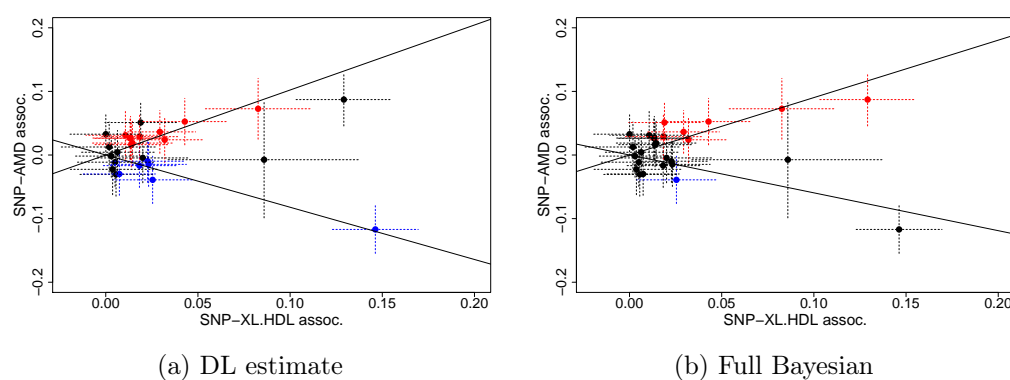 SNP−AMD assoc.
0.2
0.1
0.0
−0.1
−0.2
0.00 0.05 0.10 0.15 0.20
SNP−XL.HDL assoc.
(a) DL estimate
SNP−AMD assoc.
0.2
0.1
0.0
−0.1
−0.2
0.00 0.05 0.10 0.15 0.20
SNP−XL.HDL assoc.
(b) Full Bayesian